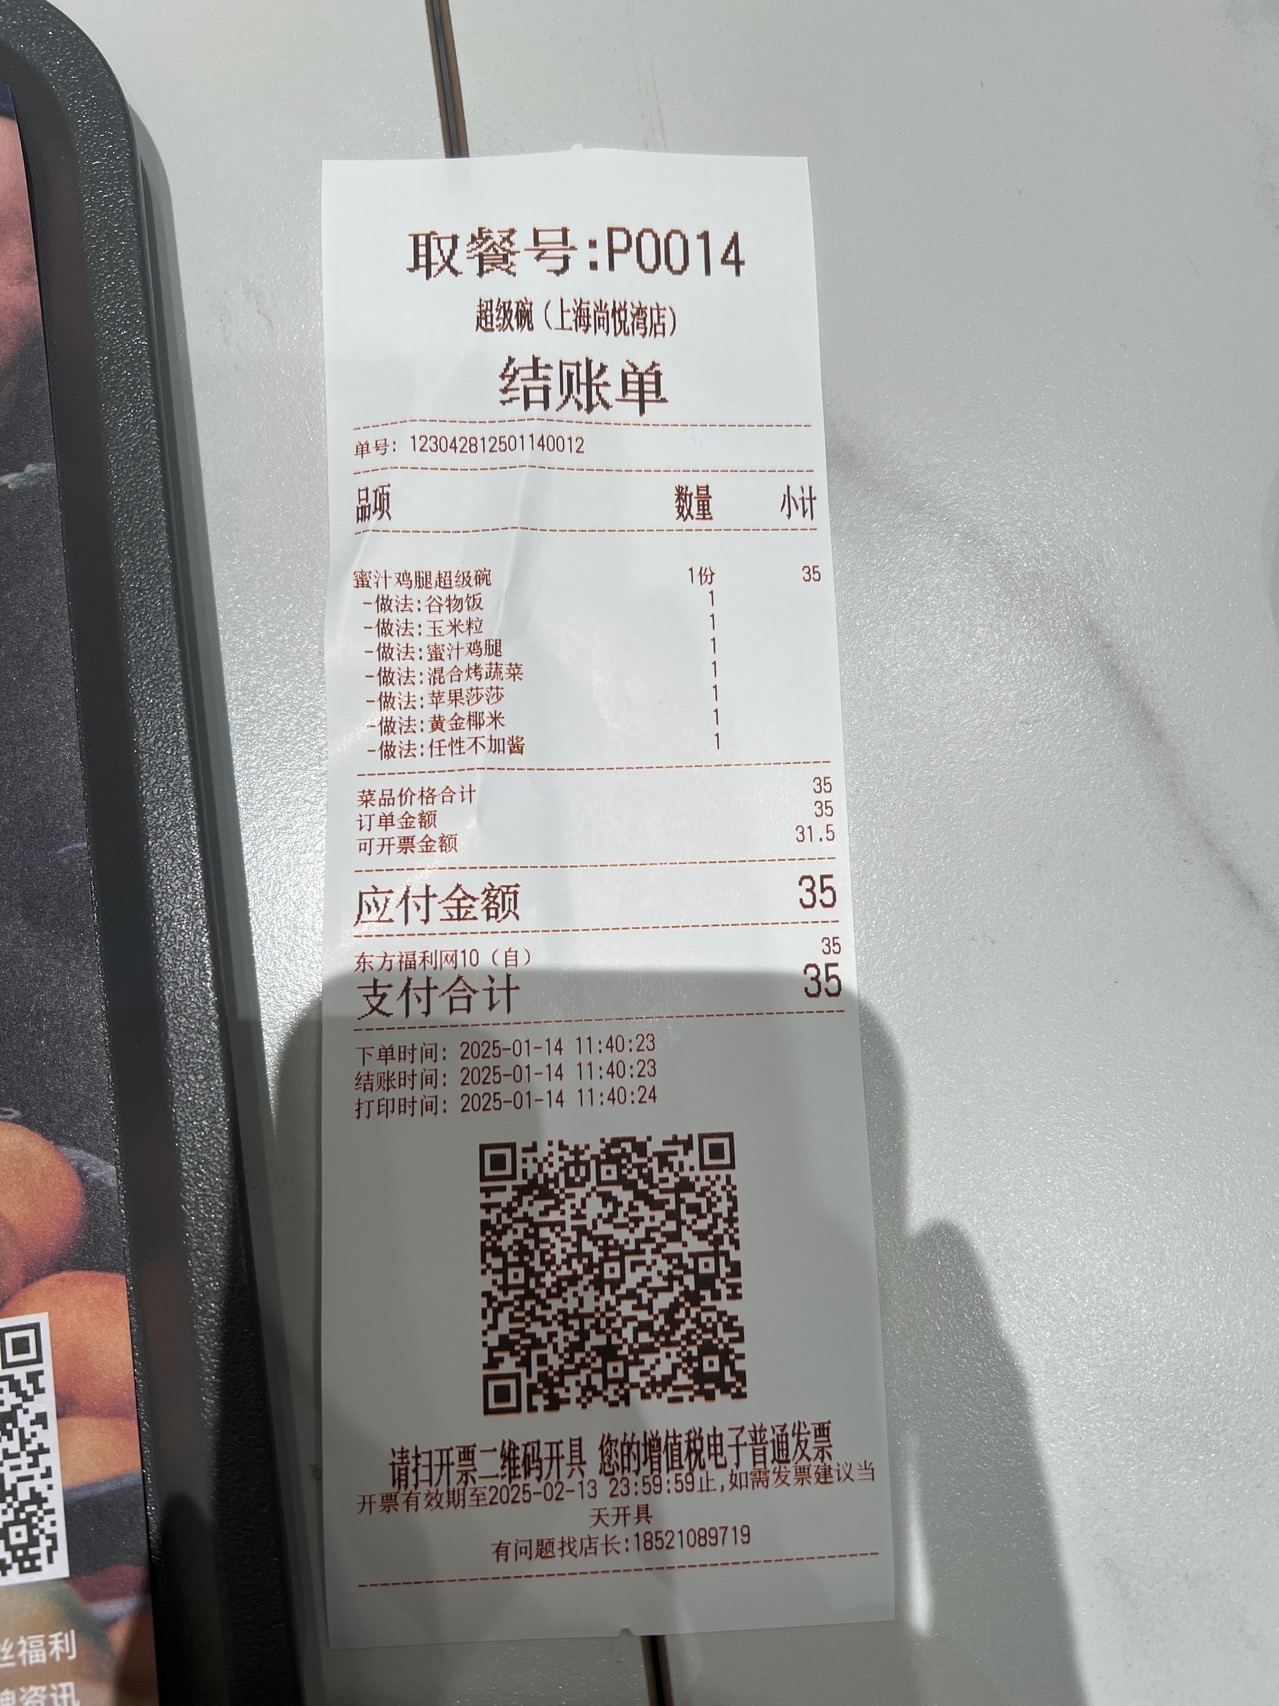 取餐号:P0014
超级碗（上海尚悦湾店）
结账单
单号: 123042812501140012
品项 数量 小计
蜜汁鸡腿超级碗 1份 35
-做法:谷物饭 1
-做法:玉米粒 1
-做法:蜜汁鸡腿 1
-做法:混合烤蔬菜 1
-做法:苹果莎莎 1
-做法:黄金椰米 1
-做法:任性不加酱 1
菜品价格合计 35
订单金额 35
可开票金额 31.5
应付金额 35
东方福利网10（自） 35
支付合计 35
下单时间: 2025-01-14 11:40:23
结账时间: 2025-01-14 11:40:23
打印时间: 2025-01-14 11:40:24
请扫开票二维码开具 您的增值税电子普通发票
开票有效期至2025-02-13 23:59:59止,如需发票建议当
天开具
有问题找店长:18521089719
福利
资讯